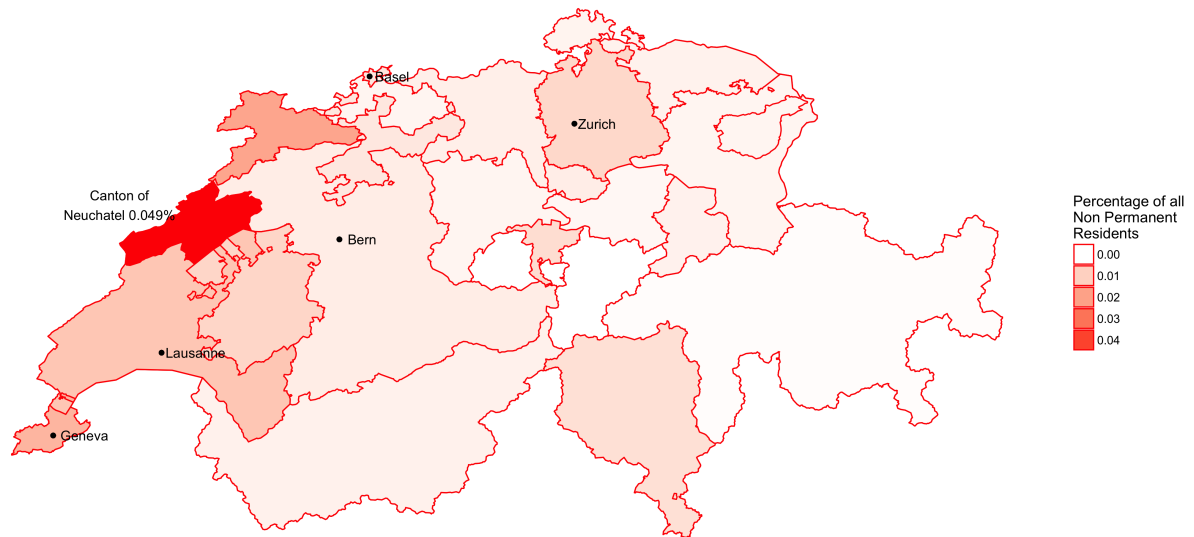 Basel
Zurich
Canton of
Neuchatel 0.049%
Bern
Lausanne
Geneva
Percentage of all
Non Permanent
Residents
0.00
0.01
0.02
0.03
0.04